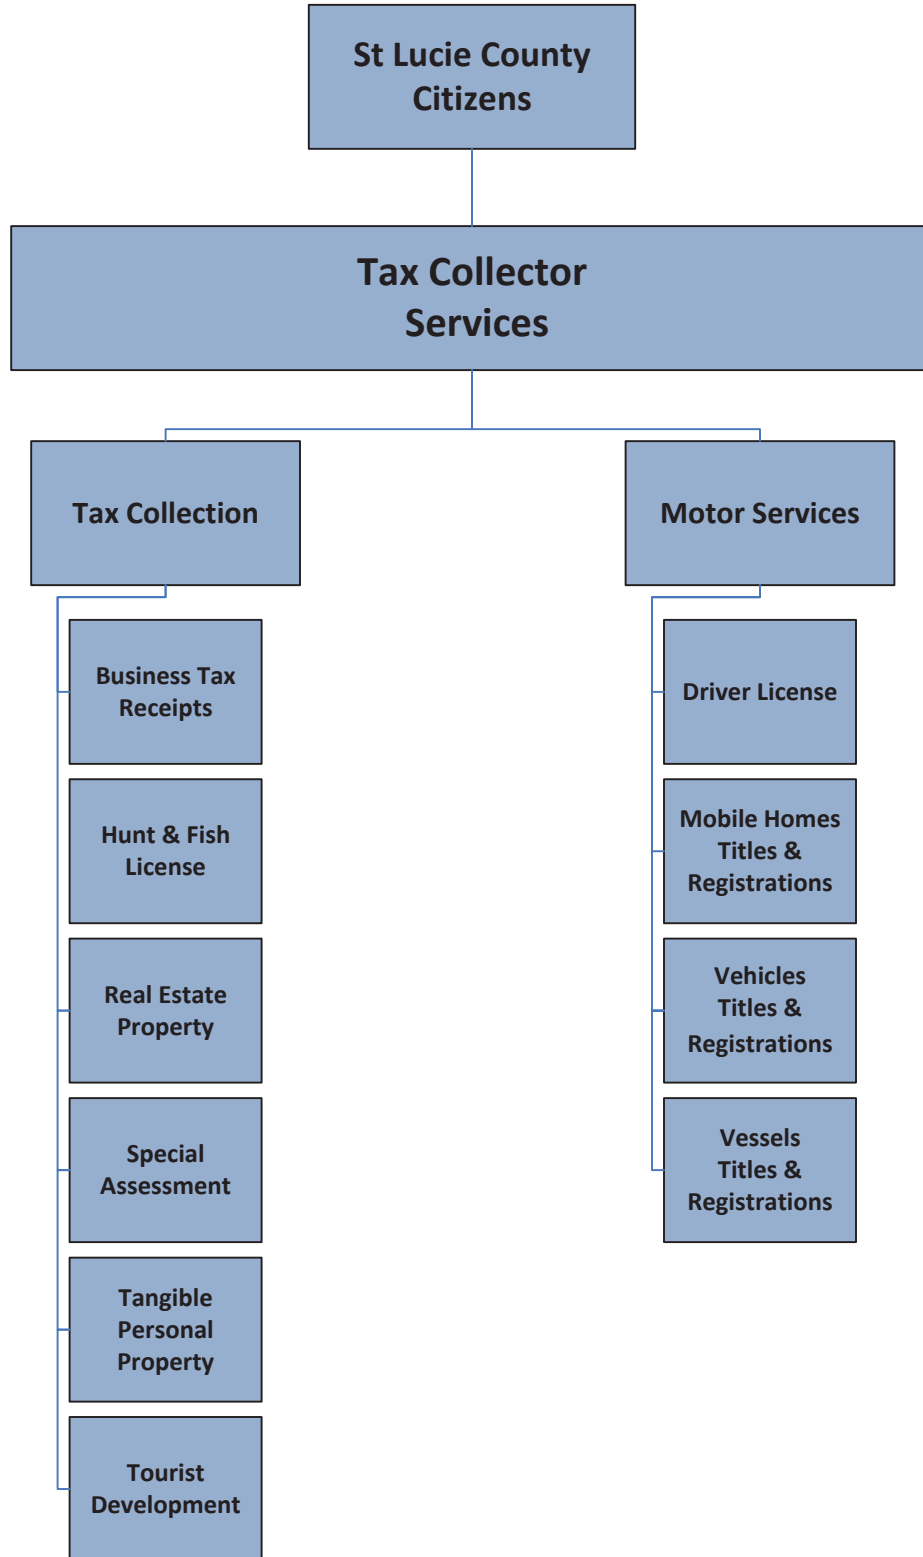 St Lucie County
Citizens
Tax Collector
Services
Tax Collection
Motor Services
Business Tax
Receipts
Hunt & Fish
License
Real Estate
Property
Special
Assessment
Tangible
Personal
Property
Tourist
Development
Driver License
Mobile Homes
Titles &
Registrations
Vehicles
Titles &
Registrations
Vessels
Titles &
Registrations